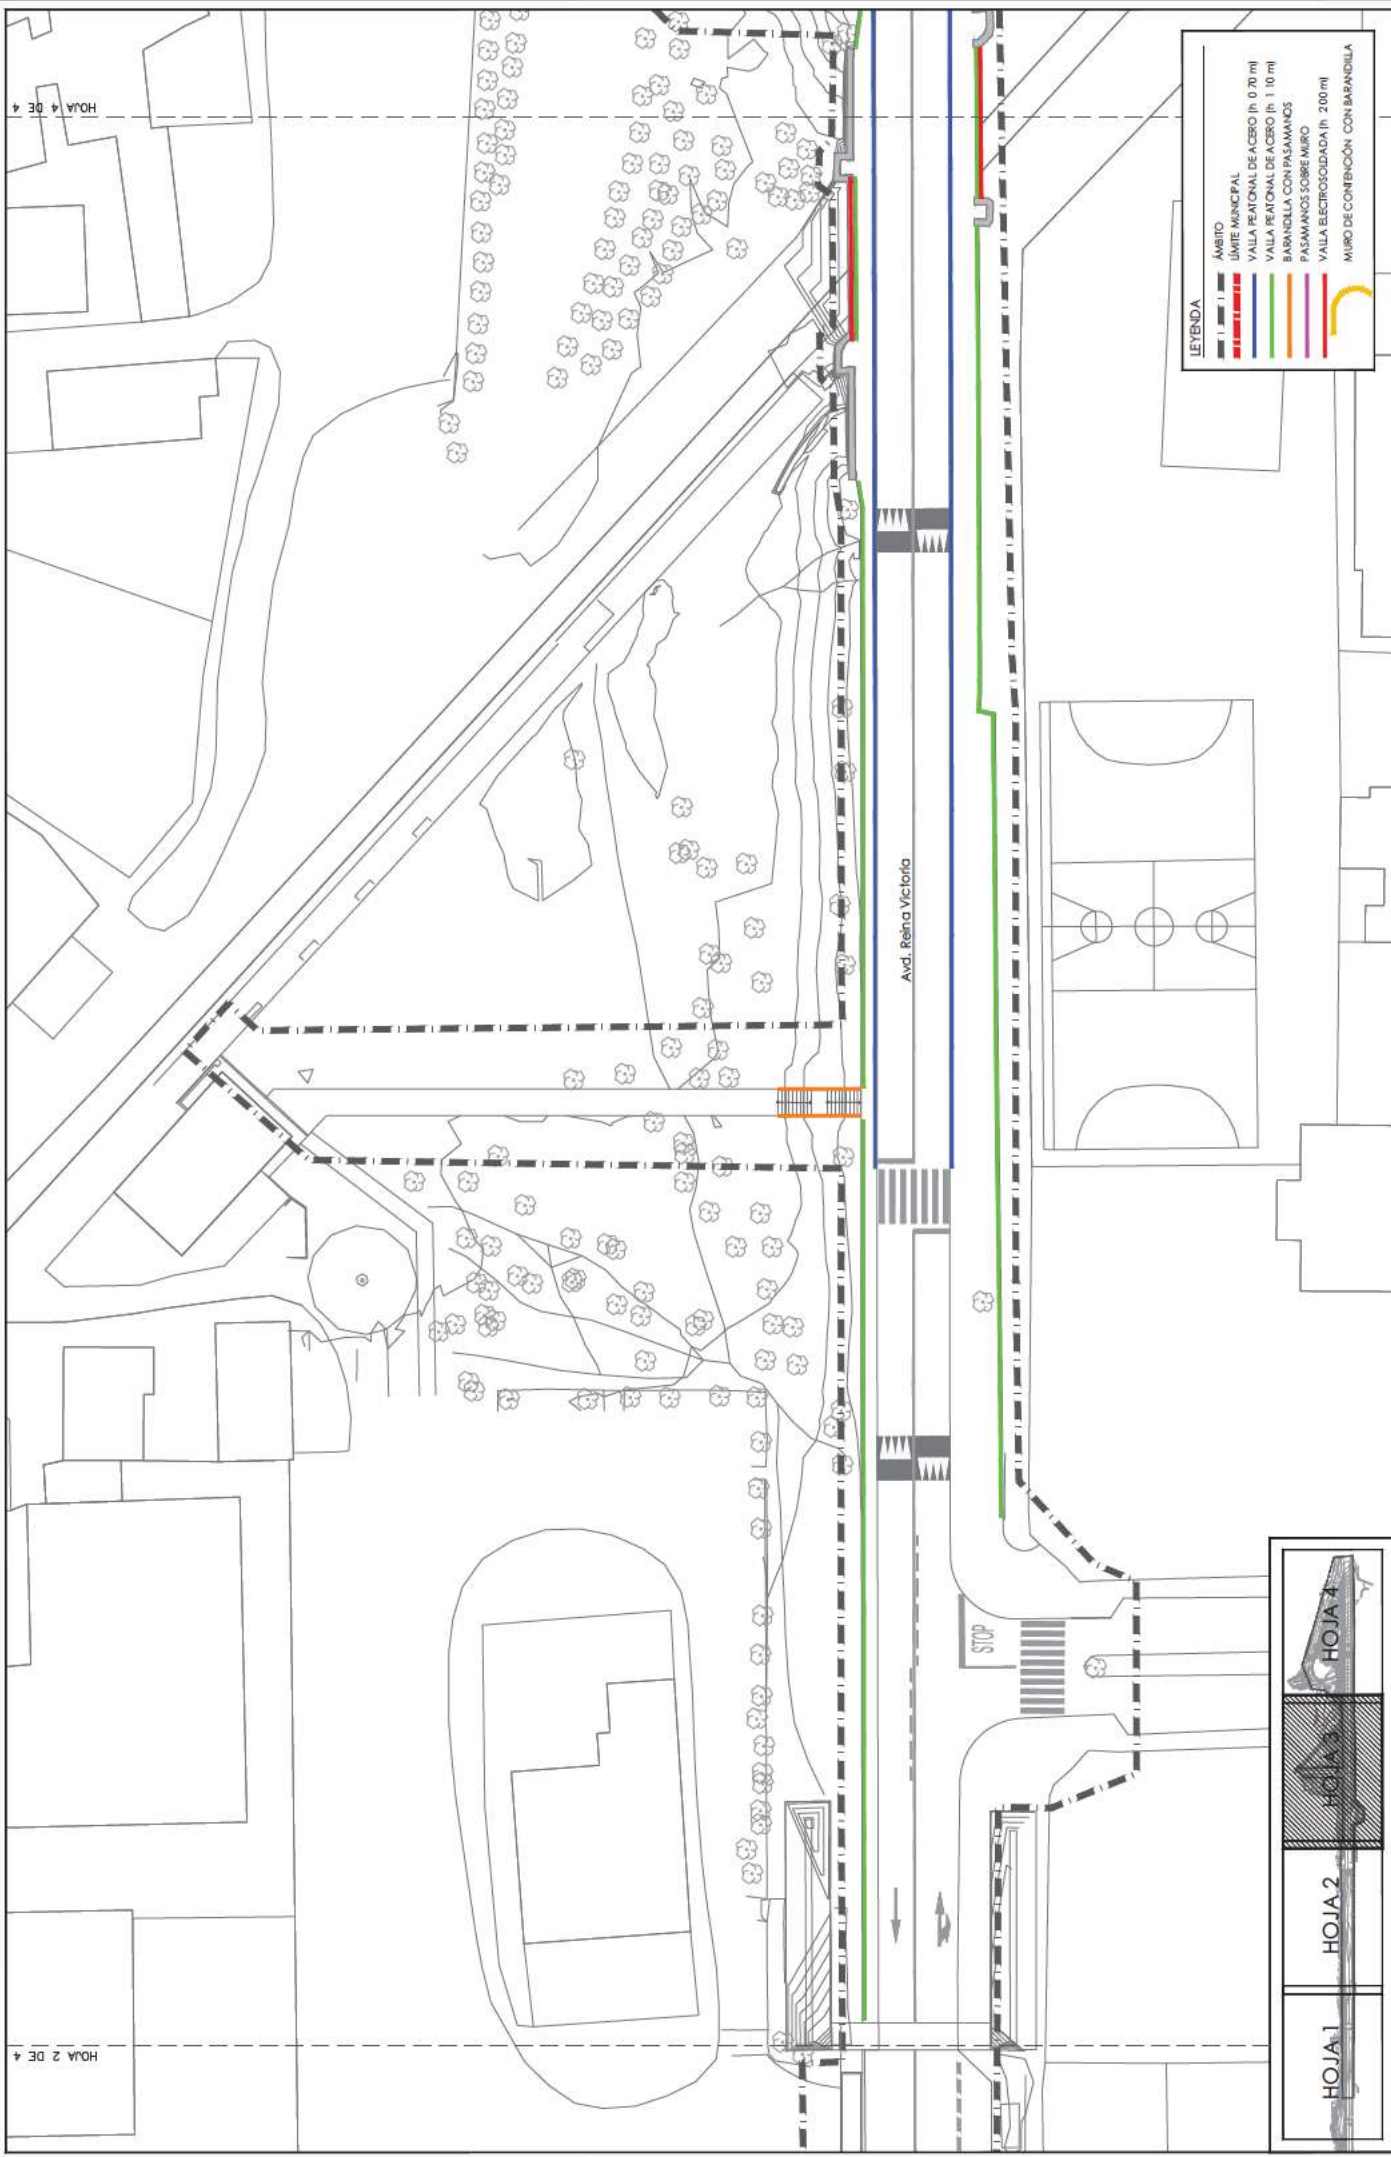 HOJA 4 DE 4
LEYENDA
ÁMBITO
LÍMITE MUNICIPAL
VALLA PEATONAL DE ACERO (h 0 70 m)
VALLA PEATONAL DE ACERO (h 1 10 m)
BARANDILLA CON PASAMANOS
PASAMANOS SOBRE MURO
VALLA ELECTROSOLDADA (h 2 00 m)
MURO DE CONTENCIÓN CON BARANDILLA
Avd. Reina Victoria
STOP
HOJA 2 DE 4
HOJA 1
HOJA 2
HOJA 3
HOJA 4